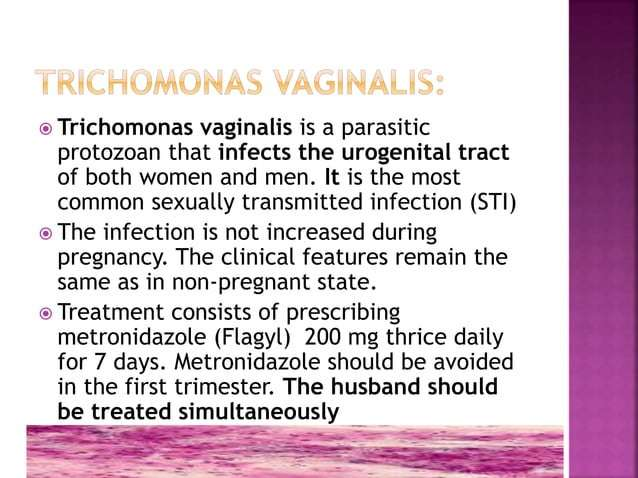 TRICHOMONAS VAGINALIS:
Trichomonas vaginalis is a parasitic
protozoan that infects the urogenital tract
of both women and men. It is the most
common sexually transmitted infection (STI)
The infection is not increased during
pregnancy. The clinical features remain the
same as in non-pregnant state.
Treatment consists of prescribing
metronidazole (Flagyl) 200 mg thrice daily
for 7 days. Metronidazole should be avoided
in the first trimester. The husband should
be treated simultaneously